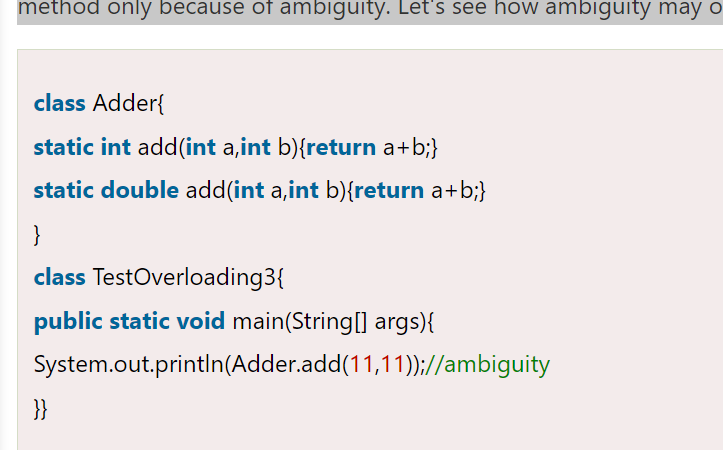 method only because of ambiguity. Let's see how ambiguity may o
class Adder{
static int add(int a,int b){return a+b;}
static double add(int a,int b){return a+b;}
}
class TestOverloading3{
public static void main(String[] args){
System.out.println(Adder.add(11,11));//ambiguity
}}